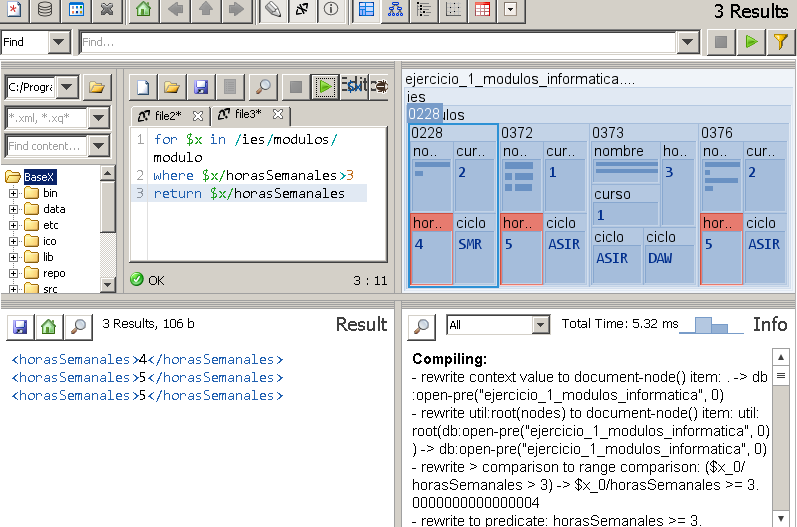 3 Results
Find
Find...
C:/Progra
*.xml, *.xq*
Find content...
BaseX
bin
data
etc
ico
lib
repo
src
Editor
file2*
file3*
1 for $x in /ies/modulos/
modulo
2 where $x/horasSemanales>3
3 return $x/horasSemanales
OK
3 : 11
ejercicio_1_modulos_informatica....
ies
0228
ulos
0228
no..
cur..
2
hor..
4
ciclo
SMR
0372
no..
cur..
1
hor..
5
ciclo
ASIR
0373
nombre
ho..
3
curso
1
ciclo
ASIR
ciclo
DAW
0376
no..
cur..
2
hor..
5
ciclo
ASIR
3 Results, 106 b
Result
<horasSemanales>4</horasSemanales>
<horasSemanales>5</horasSemanales>
<horasSemanales>5</horasSemanales>
All
Total Time: 5.32 ms
Info
Compiling:
- rewrite context value to document-node() item: . -> db
:open-pre("ejercicio_1_modulos_informatica", 0)
- rewrite util:root(nodes) to document-node() item: util:
root(db:open-pre("ejercicio_1_modulos_informatica", 0)
) -> db:open-pre("ejercicio_1_modulos_informatica", 0)
- rewrite > comparison to range comparison: ($x_0/
horasSemanales > 3) -> $x_0/horasSemanales >= 3.
0000000000000004
- rewrite to predicate: horasSemanales >= 3.